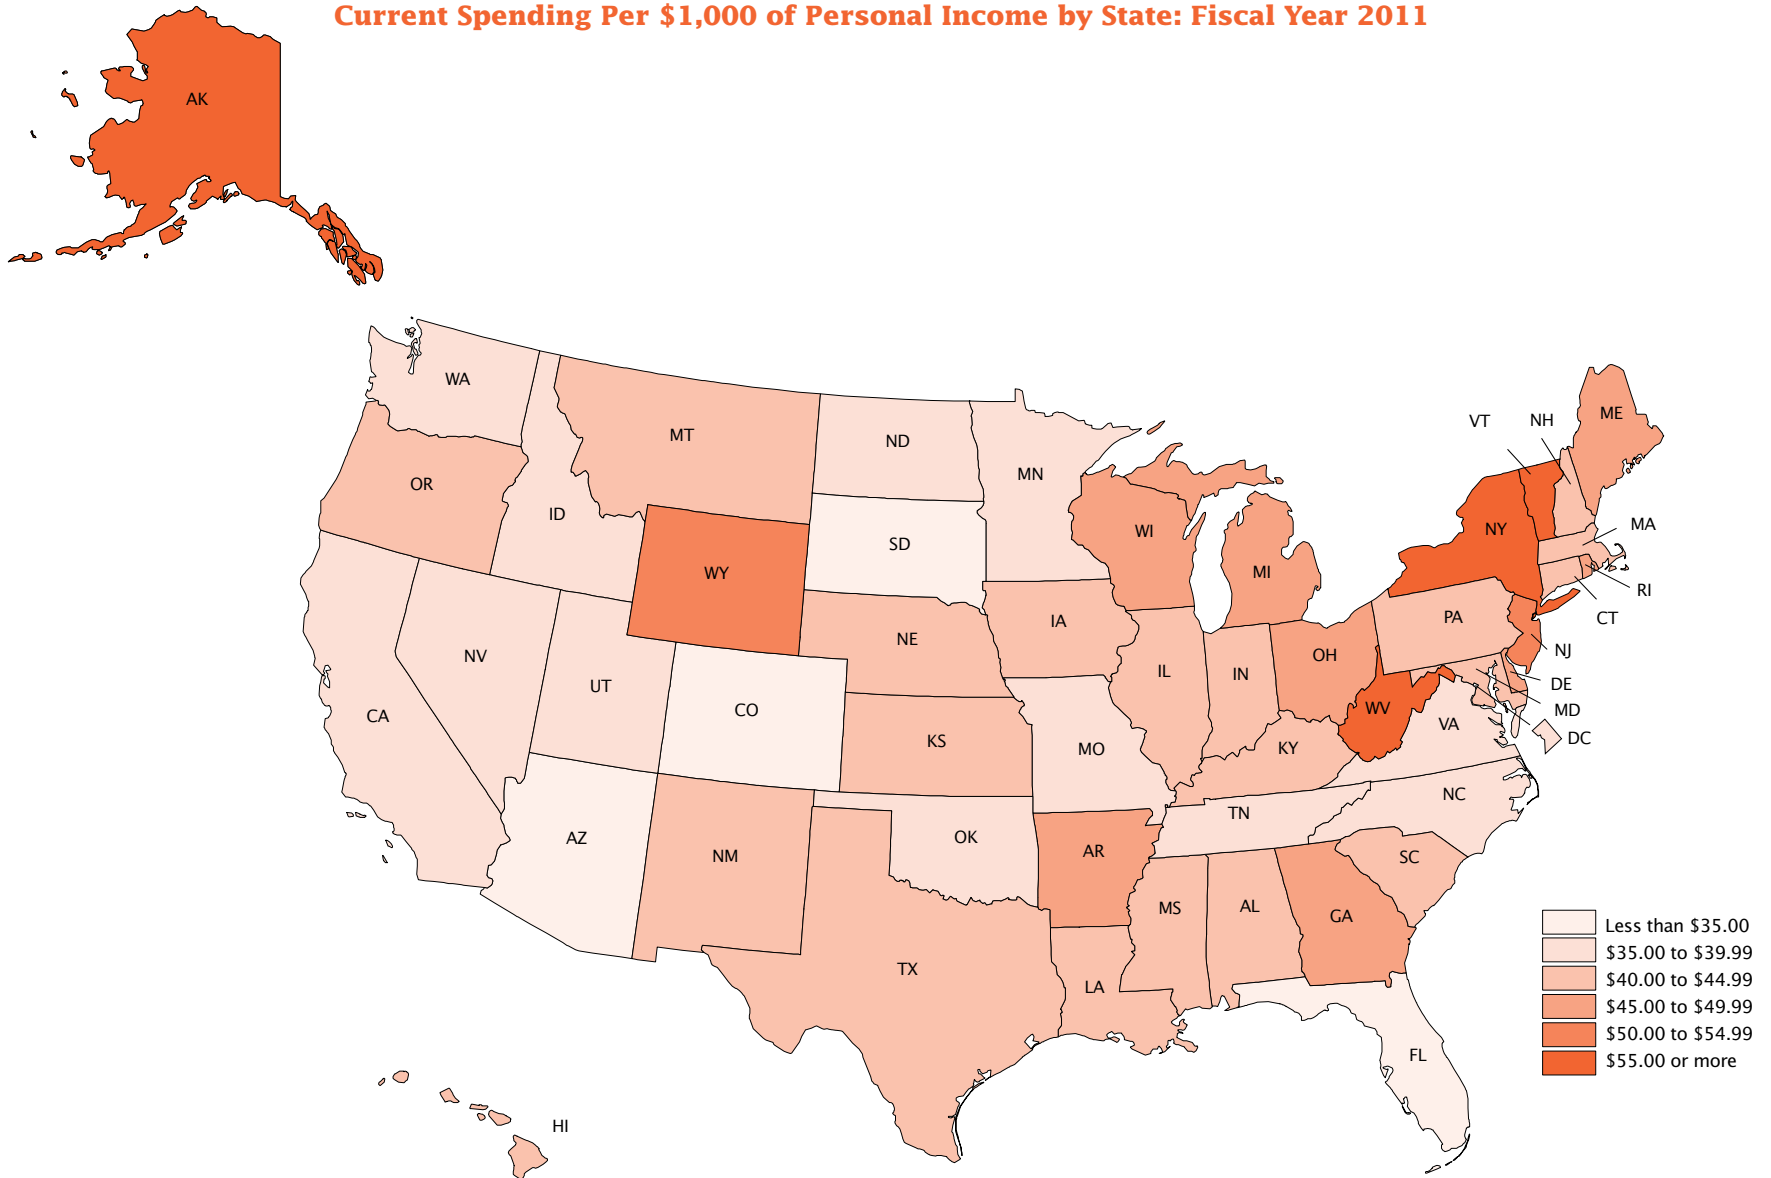 Current Spending Per $1,000 of Personal Income by State: Fiscal Year 2011
AK
WA
MT
ND
MN
VT
NH
ME
OR
ID
SD
WI
NY
MA
WY
MI
RI
CT
IA
PA
NE
NV
UT
IL
IN
OH
NJ
DE
MD
CO
CA
KS
MO
KY
WV
VA
DC
NC
TN
AZ
NM
OK
AR
SC
MS
AL
GA
TX
LA
FL
HI
Less than $35.00
$35.00 to $39.99
$40.00 to $44.99
$45.00 to $49.99
$50.00 to $54.99
$55.00 or more